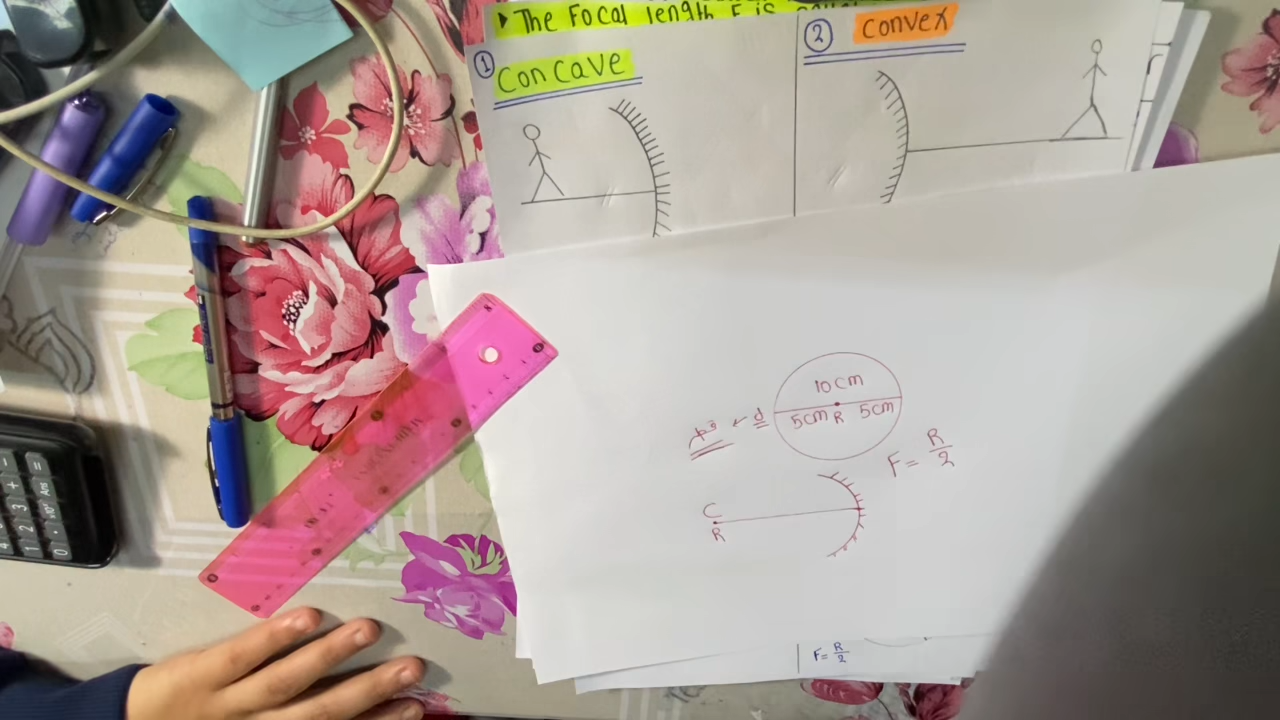 ▸ The Focal length F is
① Concave
② Convex
10cm
5cm R 5cm
d
F = R/2
C
R
F = R/2